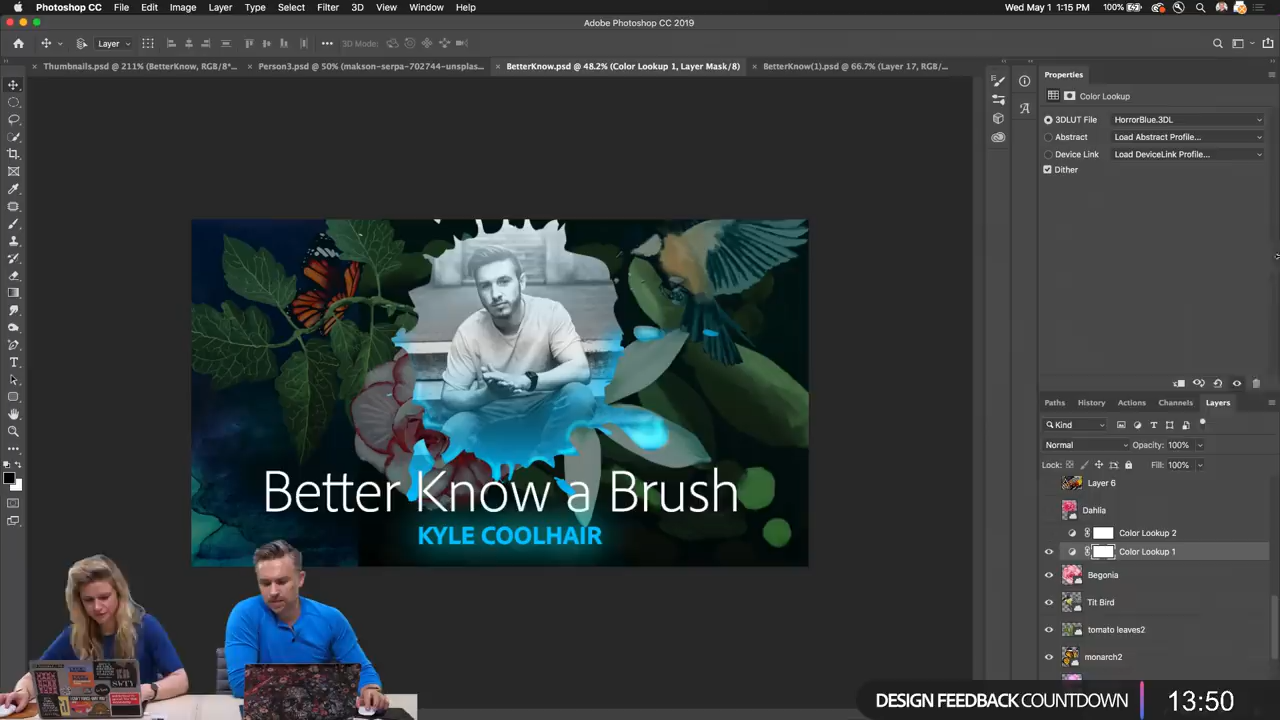 Photoshop CC File Edit Image Layer Type Select Filter 3D View Window Help
100% Wed May 1 1:15 PM
Adobe Photoshop CC 2019
Layer
3D Mode:
Thumbnails.psd @ 211% (BetterKnow, RGB/8*...
Person3.psd @ 50% (makson-serpa-702744-unsplas...
BetterKnow.psd @ 48.2% (Color Lookup 1, Layer Mask/8)
BetterKnow(1).psd @ 66.7% (Layer 17, RGB/...
Properties
Color Lookup
3DLUT File HorrorBlue.3DL
Abstract Load Abstract Profile...
Device Link Load DeviceLink Profile...
Dither
Better Know a Brush
KYLE COOLHAIR
Paths History Actions Channels Layers
Kind
Normal Opacity: 100%
Lock: Fill: 100%
Layer 6
Dahlia
Color Lookup 2
Color Lookup 1
Begonia
Tit Bird
tomato leaves2
monarch2
DESIGN FEEDBACK COUNTDOWN 13:50